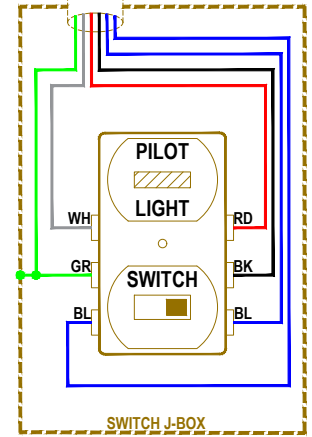 PILOT
LIGHT
WH RD
GR BK
SWITCH
BL BL
SWITCH J-BOX